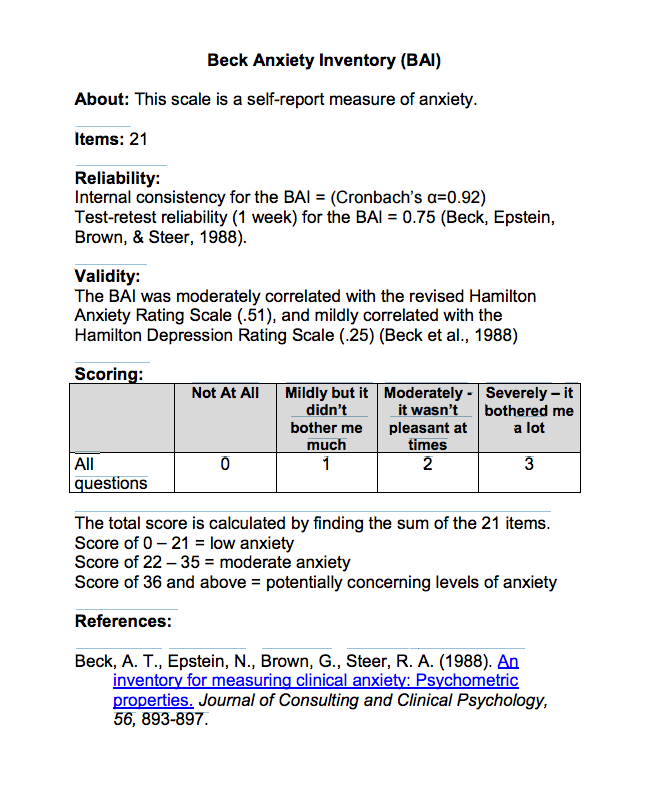 Beck Anxiety Inventory (BAI)
About: This scale is a self-report measure of anxiety.
Items: 21
Reliability:
Internal consistency for the BAI = (Cronbach's α=0.92)
Test-retest reliability (1 week) for the BAI = 0.75 (Beck, Epstein,
Brown, & Steer, 1988).
Validity:
The BAI was moderately correlated with the revised Hamilton
Anxiety Rating Scale (.51), and mildly correlated with the
Hamilton Depression Rating Scale (.25) (Beck et al., 1988)
Scoring:
Not At All Mildly but it Moderately - Severely – it
didn't it wasn't bothered me
bother me pleasant at a lot
much times
All 0 1 2 3
questions
The total score is calculated by finding the sum of the 21 items.
Score of 0 – 21 = low anxiety
Score of 22 – 35 = moderate anxiety
Score of 36 and above = potentially concerning levels of anxiety
References:
Beck, A. T., Epstein, N., Brown, G., Steer, R. A. (1988). An
inventory for measuring clinical anxiety: Psychometric
properties. Journal of Consulting and Clinical Psychology,
56, 893-897.